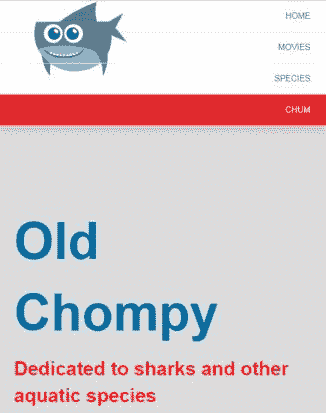 HOME
MOVIES
SPECIES
CHUM
Old
Chompy
Dedicated to sharks and other
aquatic species